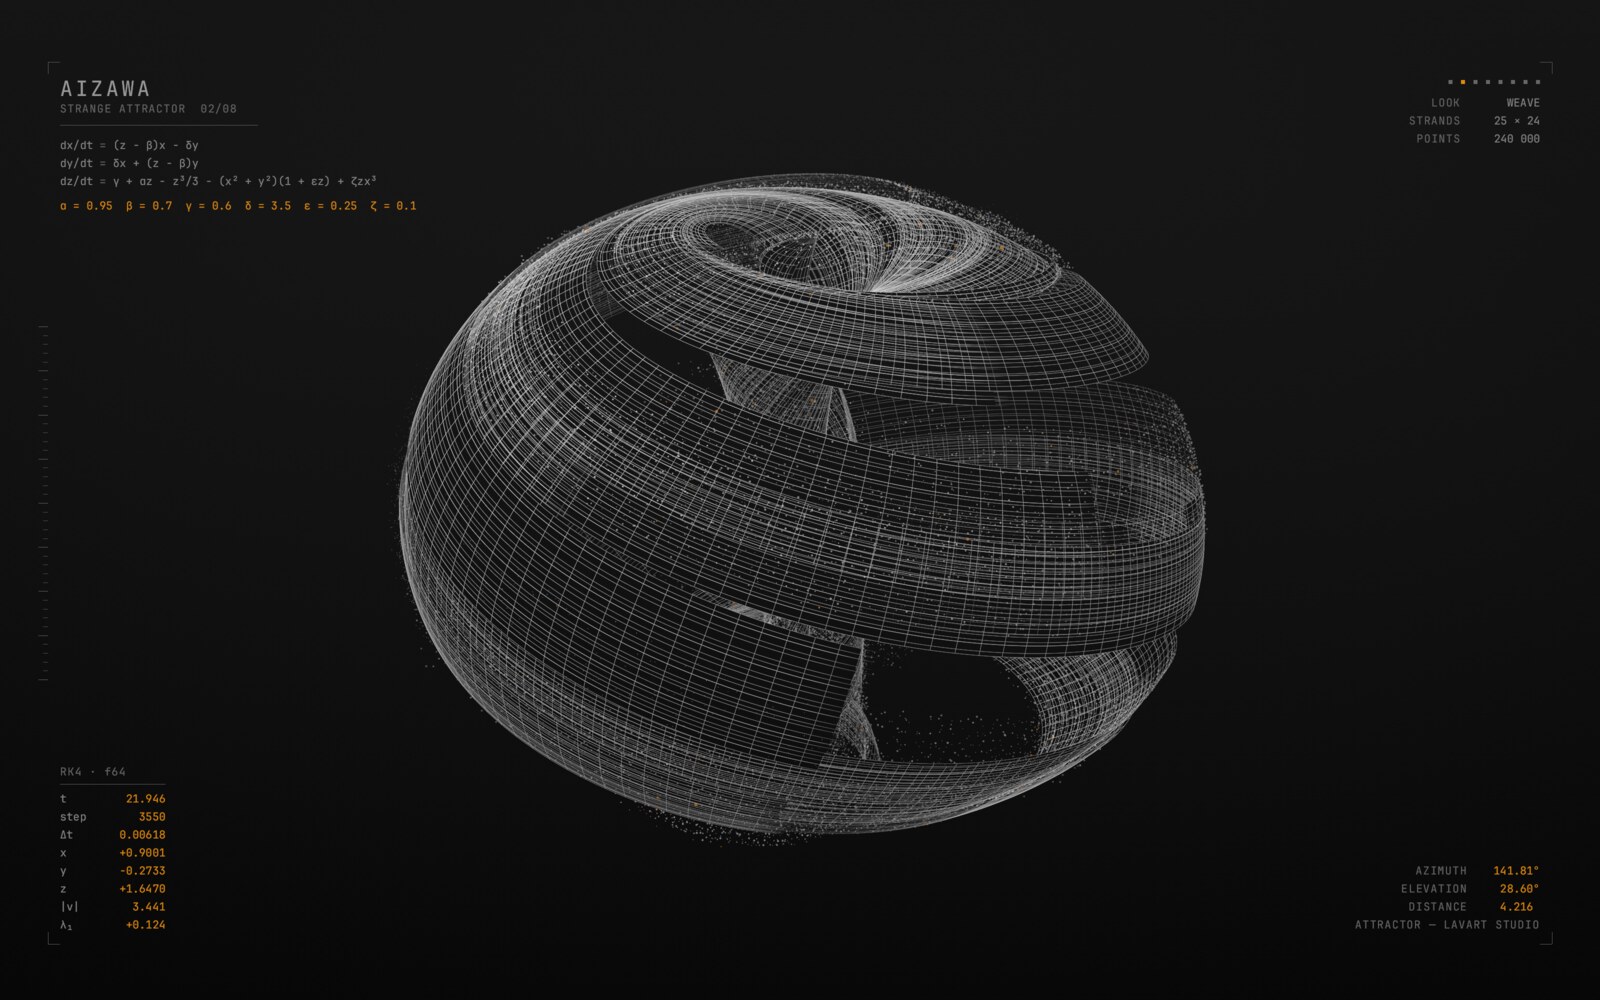 AIZAWA
STRANGE ATTRACTOR 02/08
dx/dt = (z - β)x - δy
dy/dt = δx + (z - β)y
dz/dt = γ + αz - z³/3 - (x² + y²)(1 + εz) + ζzx³
α = 0.95 β = 0.7 γ = 0.6 δ = 3.5 ε = 0.25 ζ = 0.1
LOOK WEAVE
STRANDS 25 × 24
POINTS 240 000
RK4 · f64
t 21.946
step 3550
Δt 0.00618
x +0.9001
y -0.2733
z +1.6470
|v| 3.441
λ₁ +0.124
AZIMUTH 141.81°
ELEVATION 28.60°
DISTANCE 4.216
ATTRACTOR — LAVART STUDIO